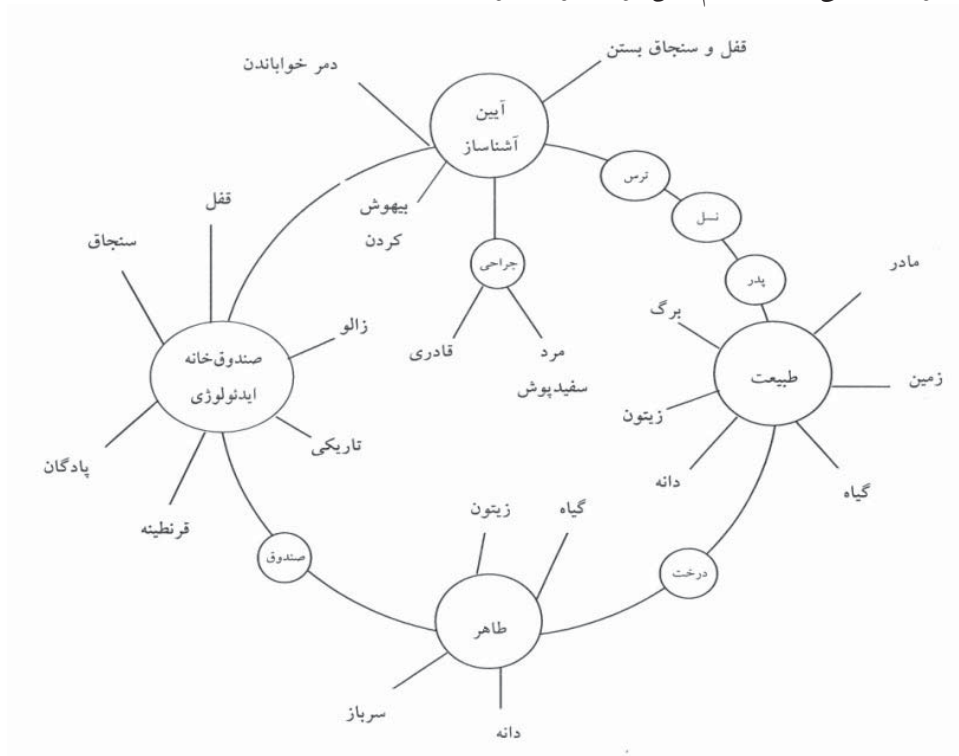 قفل و سنجاق بستن
دمر خواباندن
آیین
آشناساز
ترس
نسل
پدر
بیهوش
کردن
جراحی
قادری
مرد
سفیدپوش
قفل
سنجاق
زالو
صندوق‌خانه
ایدئولوژی
تاریکی
پادگان
قرنطینه
مادر
برگ
طبیعت
زمین
زیتون
دانه
گیاه
زیتون
گیاه
صندوق
درخت
طاهر
سرباز
دانه